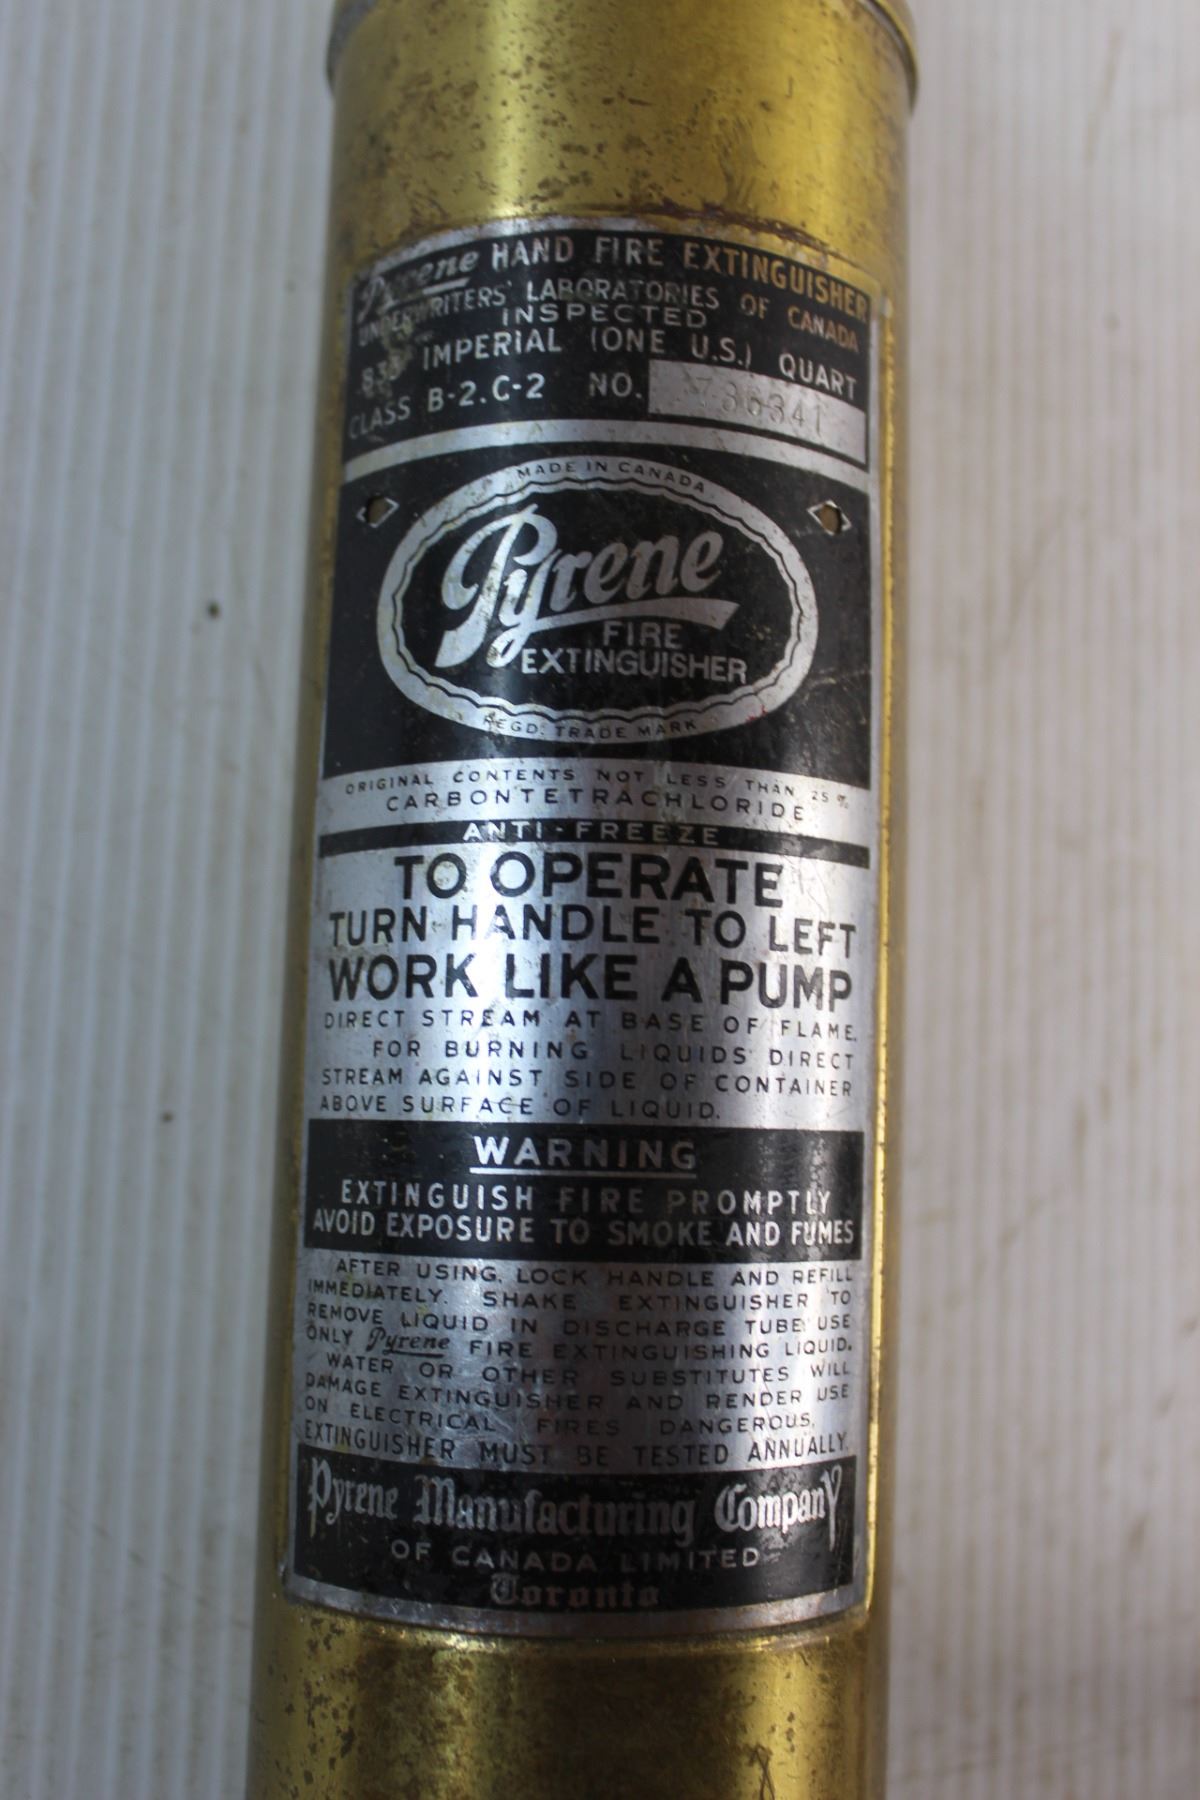 Pyrene HAND FIRE EXTINGUISHER
UNDERWRITERS' LABORATORIES OF CANADA
INSPECTED
.833 IMPERIAL (ONE U.S.) QUART
CLASS B-2.C-2 NO. 736341
MADE IN CANADA
Pyrene
FIRE
EXTINGUISHER
REGD. TRADE MARK
ORIGINAL CONTENTS NOT LESS THAN 25 %
CARBONTETRACHLORIDE
ANTI-FREEZE
TO OPERATE
TURN HANDLE TO LEFT
WORK LIKE A PUMP
DIRECT STREAM AT BASE OF FLAME.
FOR BURNING LIQUIDS DIRECT
STREAM AGAINST SIDE OF CONTAINER
ABOVE SURFACE OF LIQUID.
WARNING
EXTINGUISH FIRE PROMPTLY
AVOID EXPOSURE TO SMOKE AND FUMES
AFTER USING, LOCK HANDLE AND REFILL
IMMEDIATELY. SHAKE EXTINGUISHER TO
REMOVE LIQUID IN DISCHARGE TUBE USE
ONLY Pyrene FIRE EXTINGUISHING LIQUID.
WATER OR OTHER SUBSTITUTES WILL
DAMAGE EXTINGUISHER AND RENDER USE
ON ELECTRICAL FIRES DANGEROUS.
EXTINGUISHER MUST BE TESTED ANNUALLY.
Pyrene Manufacturing Company
OF CANADA LIMITED
Toronto